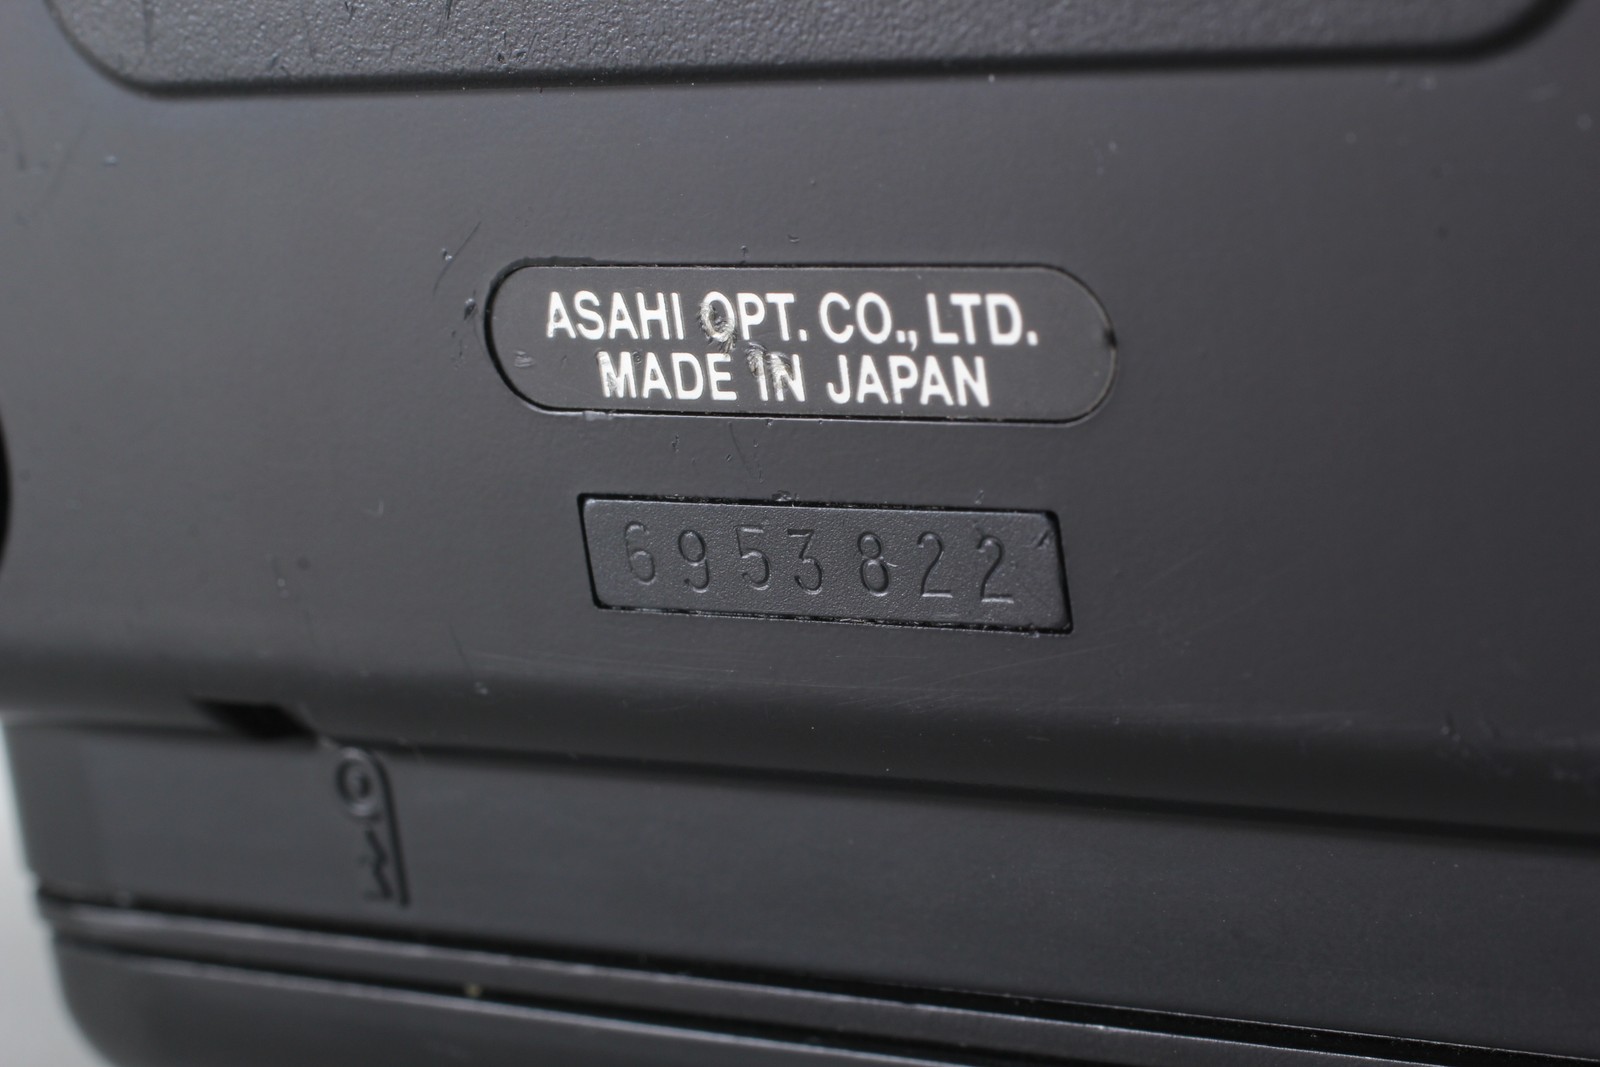 ASAHI OPT. CO., LTD.
MADE IN JAPAN
6953822